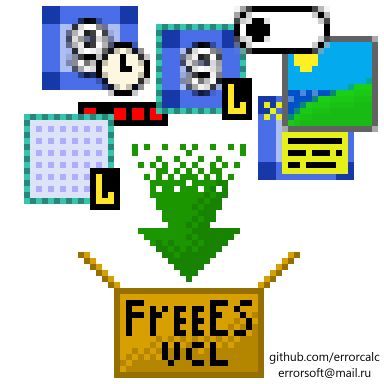 L
L
FreeES
VCL
github.com/errorcalc
errorsoft@mail.ru